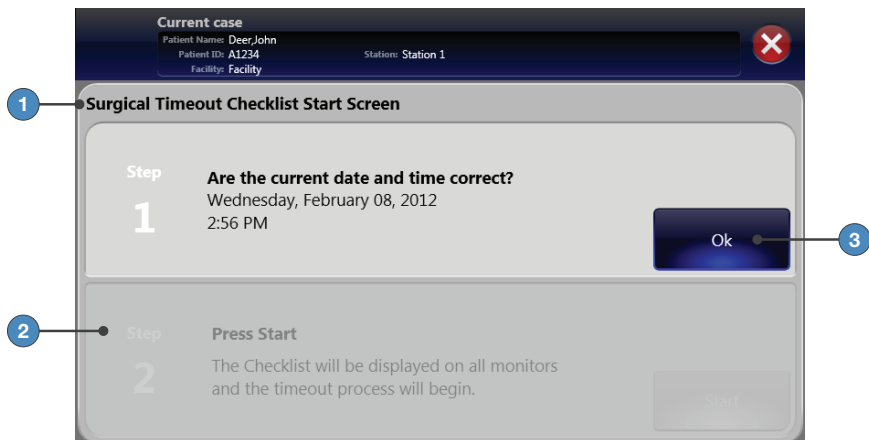 Current case
Patient Name: Deer,John
Patient ID: A1234 Station: Station 1
Facility: Facility
1
Surgical Timeout Checklist Start Screen
Step
1
Are the current date and time correct?
Wednesday, February 08, 2012
2:56 PM
Ok
3
2
Step
2
Press Start
The Checklist will be displayed on all monitors
and the timeout process will begin.
Start